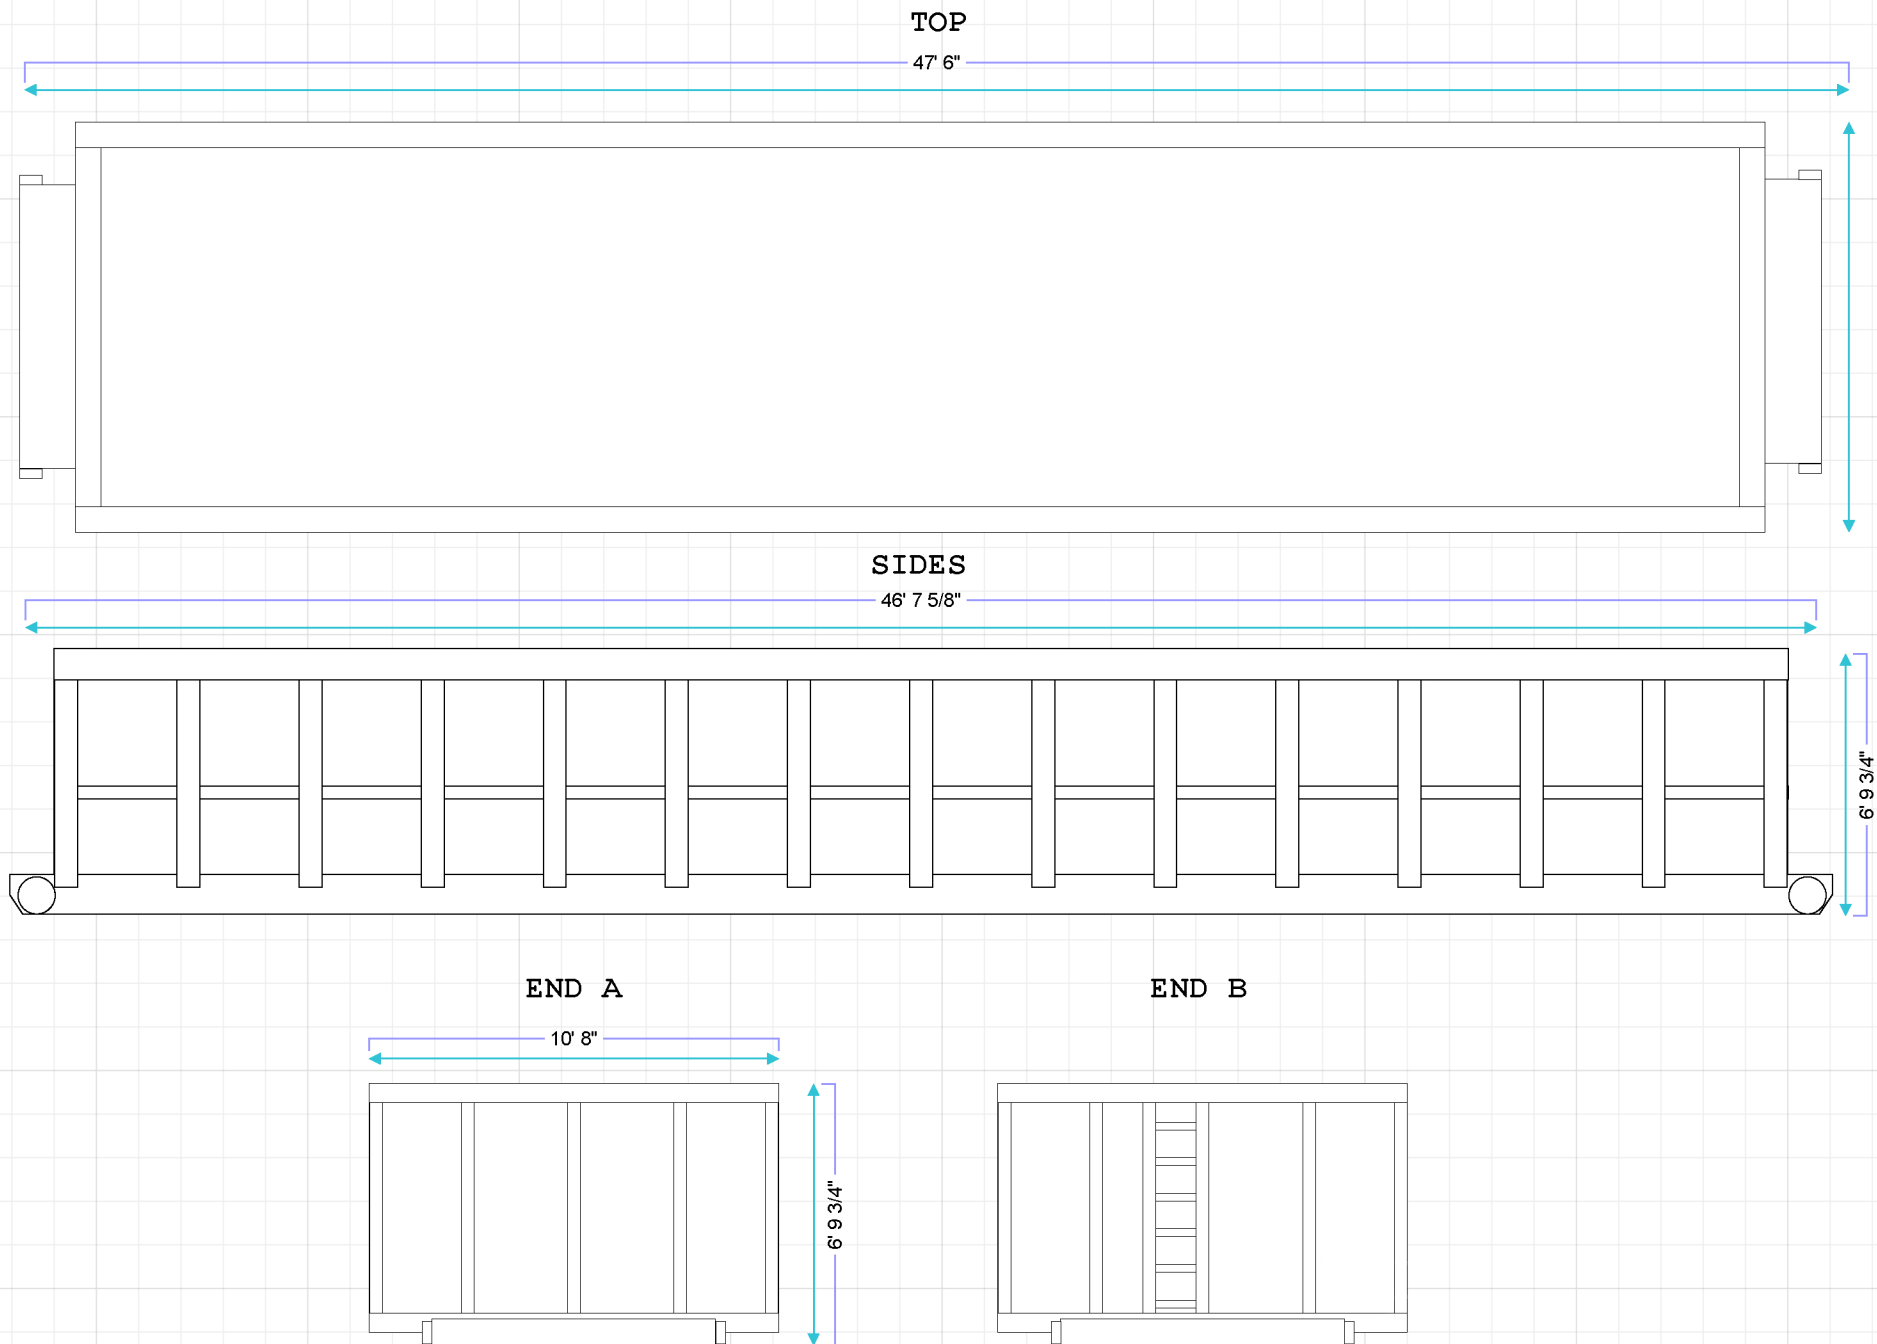 TOP
47' 6"
SIDES
46' 7 5/8"
6' 9 3/4"
END A
END B
10' 8"
6' 9 3/4"